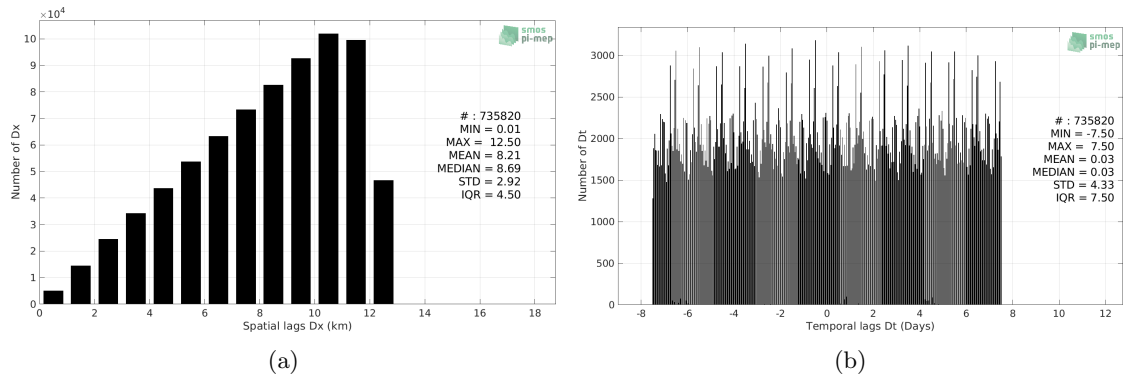 ×10⁴
10
9
8
7
6
5
4
3
2
1
0
Number of Dx
0 2 4 6 8 10 12 14 16 18
Spatial lags Dx (km)
smos
pi-mep
# : 735820
MIN = 0.01
MAX = 12.50
MEAN = 8.21
MEDIAN = 8.69
STD = 2.92
IQR = 4.50
(a)
3000
2500
2000
1500
1000
500
0
Number of Dt
-8 -6 -4 -2 0 2 4 6 8 10 12
Temporal lags Dt (Days)
smos
pi-mep
# : 735820
MIN = -7.50
MAX = 7.50
MEAN = 0.03
MEDIAN = 0.03
STD = 4.33
IQR = 7.50
(b)